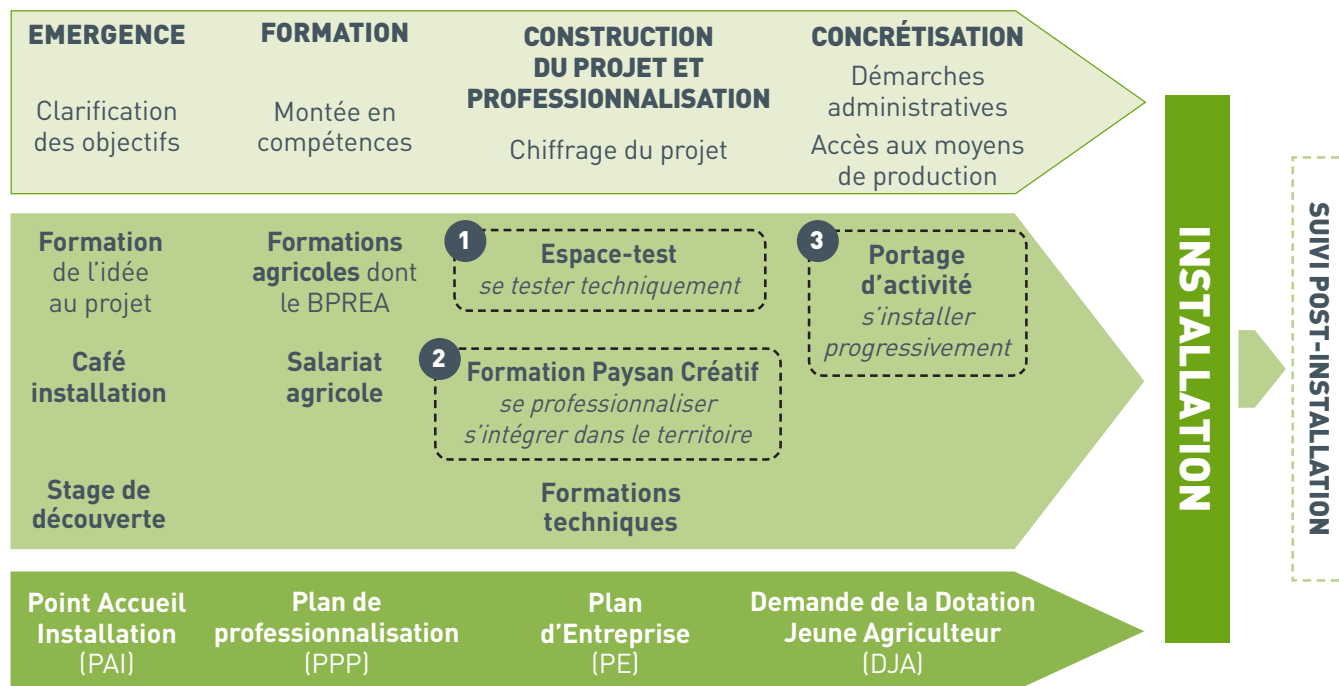 EMERGENCE
Clarification
des objectifs
FORMATION
Montée en
compétences
CONSTRUCTION
DU PROJET ET
PROFESSIONNALISATION
Chiffrage du projet
CONCRÉTISATION
Démarches
administratives
Accès aux moyens
de production
Formation
de l'idée
au projet
Café
installation
Stage de
découverte
Formations
agricoles dont
le BPREA
Salariat
agricole
1
Espace-test
se tester techniquement
2
Formation Paysan Créatif
se professionnaliser
s'intégrer dans le territoire
Formations
techniques
3
Portage
d'activité
s'installer
progressivement
Point Accueil
Installation
(PAI)
Plan de
professionnalisation
(PPP)
Plan
d'Entreprise
(PE)
Demande de la Dotation
Jeune Agriculteur
(DJA)
INSTALLATION
SUIVI POST-INSTALLATION